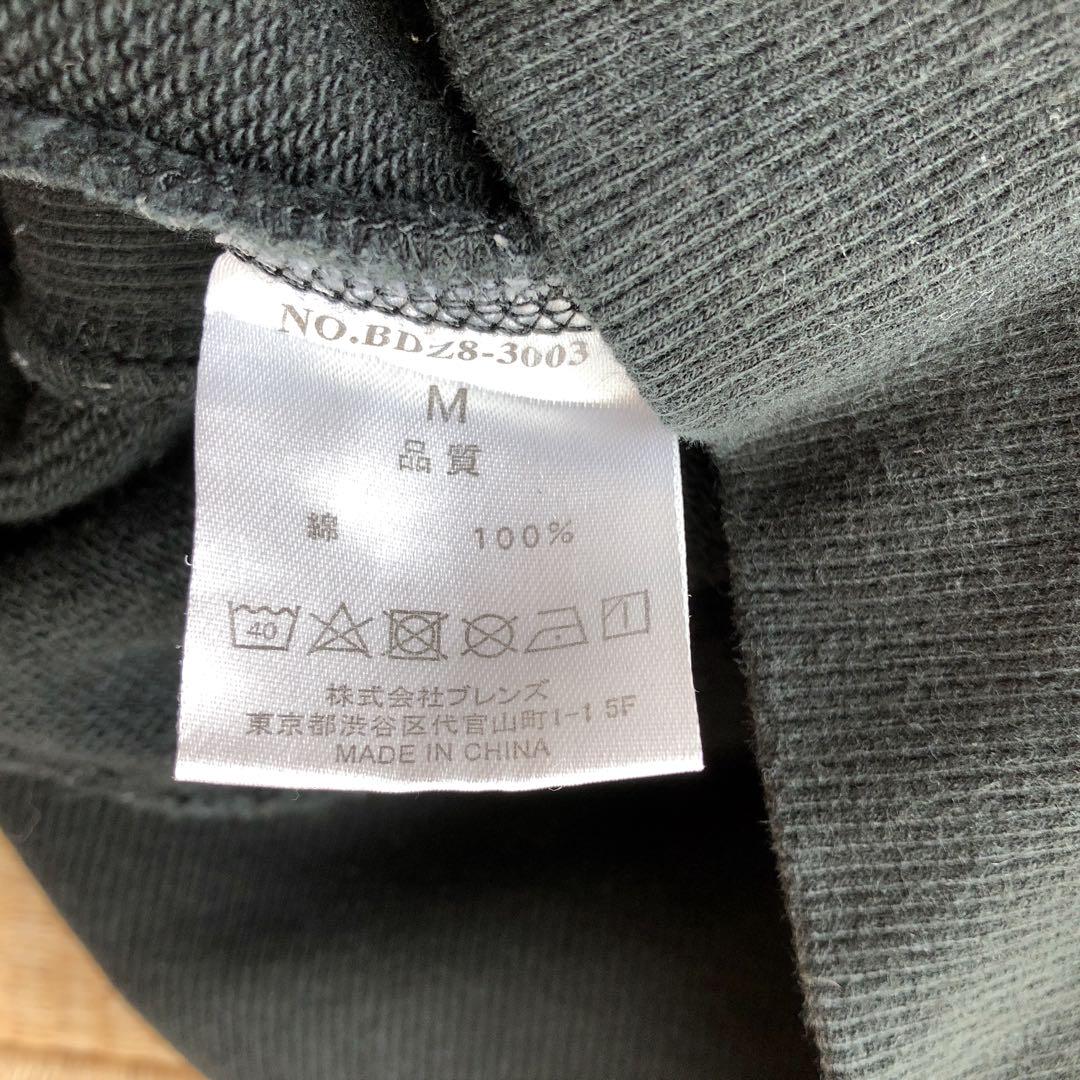 NO.BDZ8-3003
M
品質
綿 100%
40
株式会社ブレンズ
東京都渋谷区代官山町1-1 5F
MADE IN CHINA